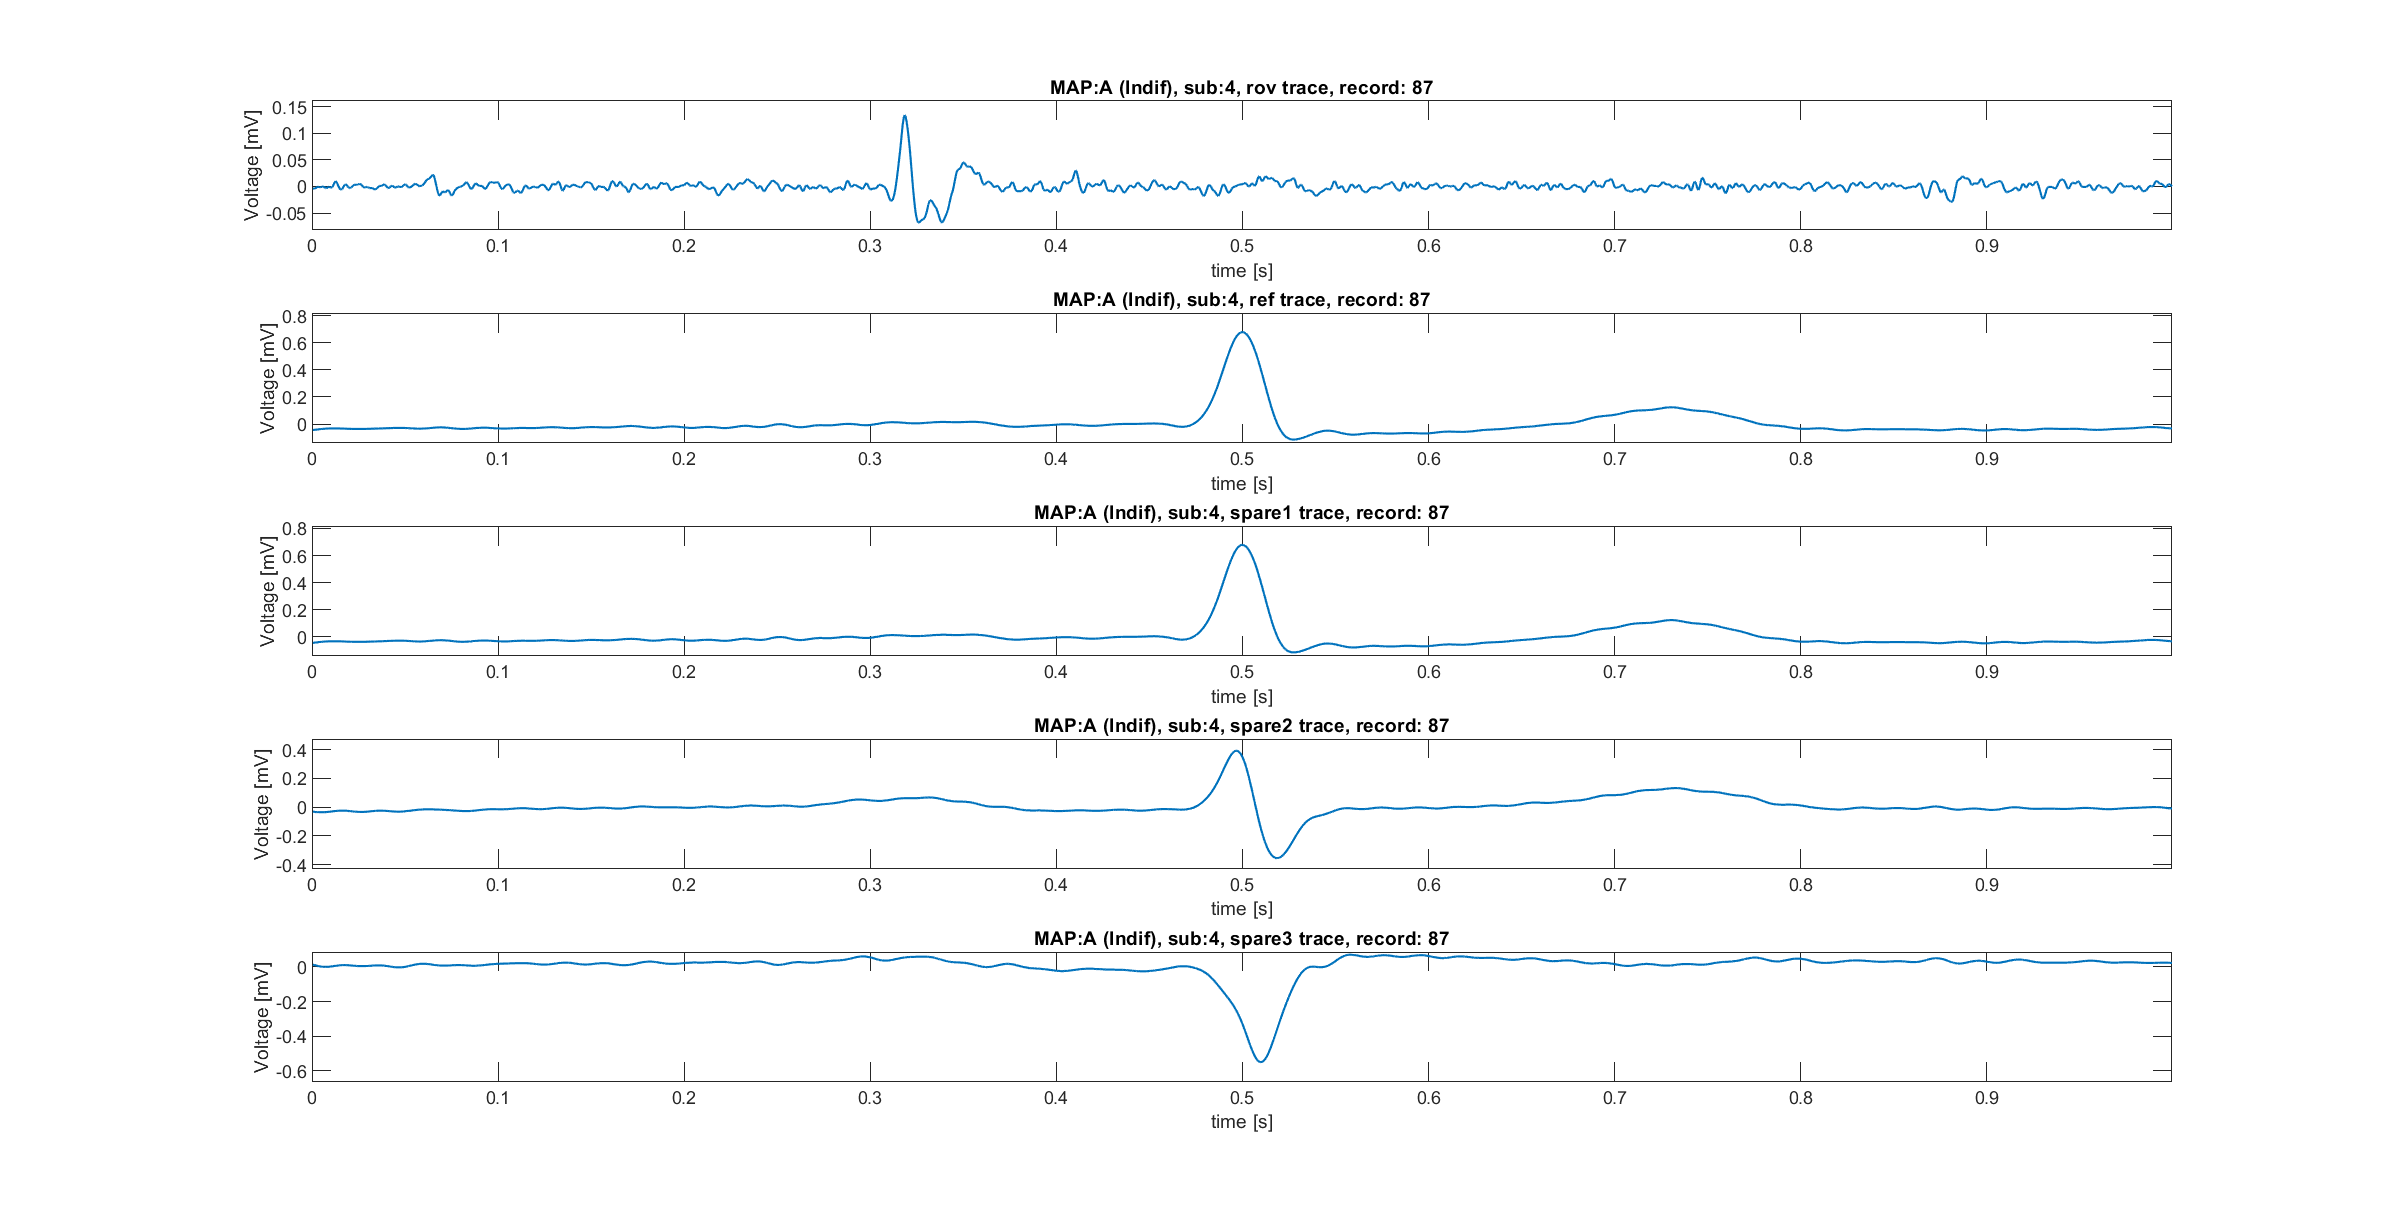 MAP:A (Indif), sub:4, rov trace, record: 87
Voltage [mV]
0.15
0.1
0.05
0
-0.05
0 0.1 0.2 0.3 0.4 0.5 0.6 0.7 0.8 0.9
time [s]
MAP:A (Indif), sub:4, ref trace, record: 87
Voltage [mV]
0.8
0.6
0.4
0.2
0
0 0.1 0.2 0.3 0.4 0.5 0.6 0.7 0.8 0.9
time [s]
MAP:A (Indif), sub:4, spare1 trace, record: 87
Voltage [mV]
0.8
0.6
0.4
0.2
0
0 0.1 0.2 0.3 0.4 0.5 0.6 0.7 0.8 0.9
time [s]
MAP:A (Indif), sub:4, spare2 trace, record: 87
Voltage [mV]
0.4
0.2
0
-0.2
-0.4
0 0.1 0.2 0.3 0.4 0.5 0.6 0.7 0.8 0.9
time [s]
MAP:A (Indif), sub:4, spare3 trace, record: 87
Voltage [mV]
0
-0.2
-0.4
-0.6
0 0.1 0.2 0.3 0.4 0.5 0.6 0.7 0.8 0.9
time [s]